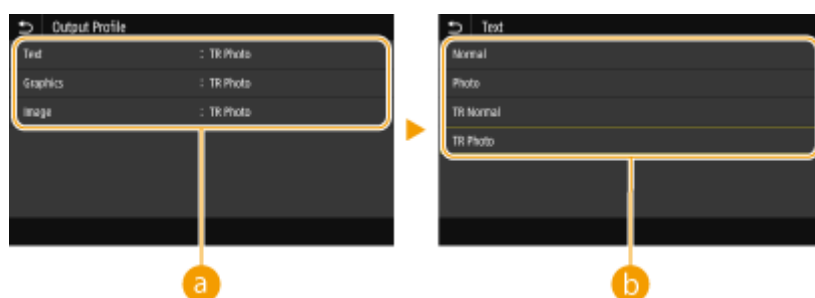 Output Profile
Text : TR Photo
Graphics : TR Photo
Image : TR Photo
a
Text
Normal
Photo
TR Normal
TR Photo
b